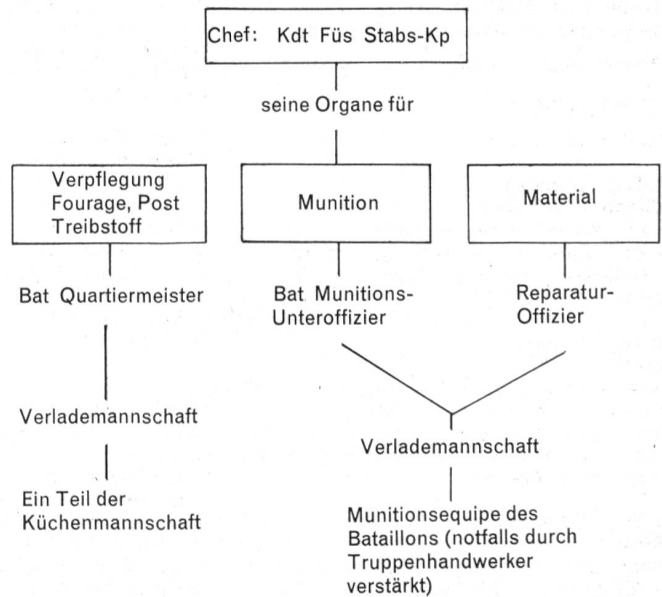 Chef: Kdt Füs Stabs-Kp
seine Organe für
Verpflegung
Fourage, Post
Treibstoff
Munition
Material
Bat Quartiermeister
Bat Munitions-
Unteroffizier
Reparatur-
Offizier
Verlademannschaft
Verlademannschaft
Ein Teil der
Küchenmannschaft
Munitionsequipe des
Bataillons (notfalls durch
Truppenhandwerker
verstärkt)